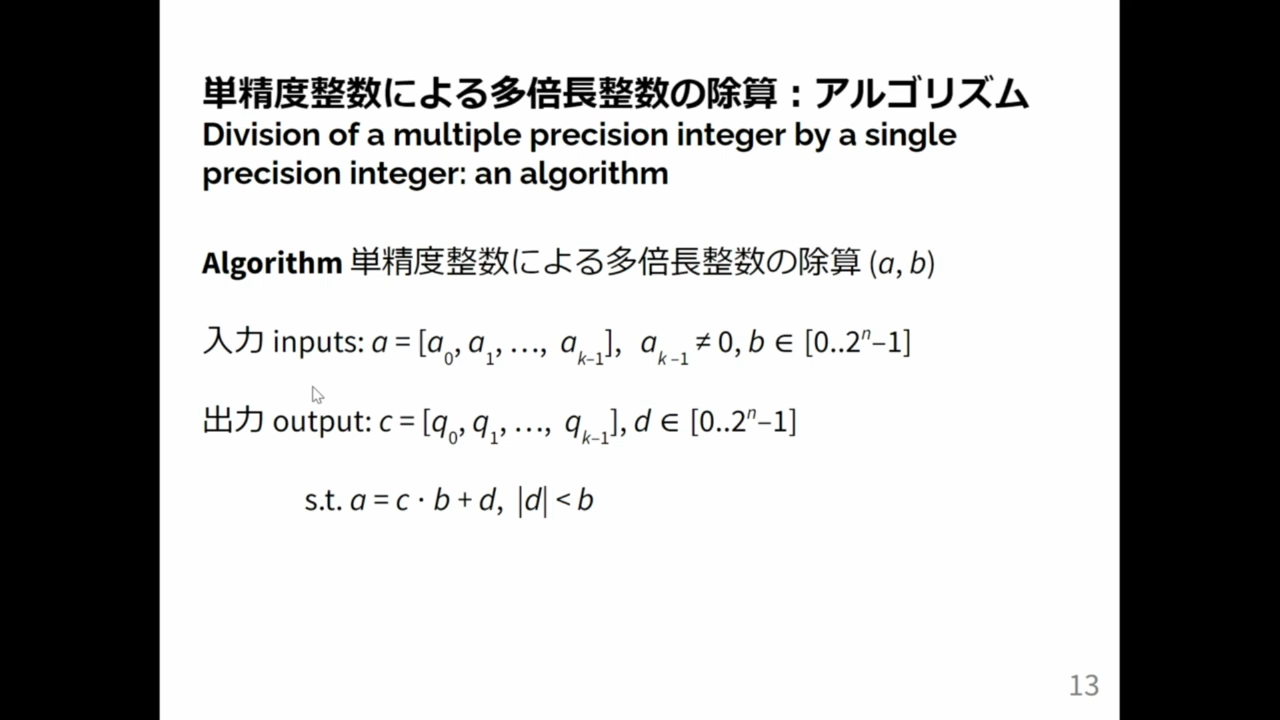 単精度整数による多倍長整数の除算：アルゴリズム
Division of a multiple precision integer by a single
precision integer: an algorithm
Algorithm 単精度整数による多倍長整数の除算 (a, b)
入力 inputs: a = [a₀, a₁, …, aₖ₋₁], aₖ₋₁ ≠ 0, b ∈ [0..2ⁿ–1]
出力 output: c = [q₀, q₁, …, qₖ₋₁], d ∈ [0..2ⁿ–1]
s.t. a = c · b + d, |d| < b
13